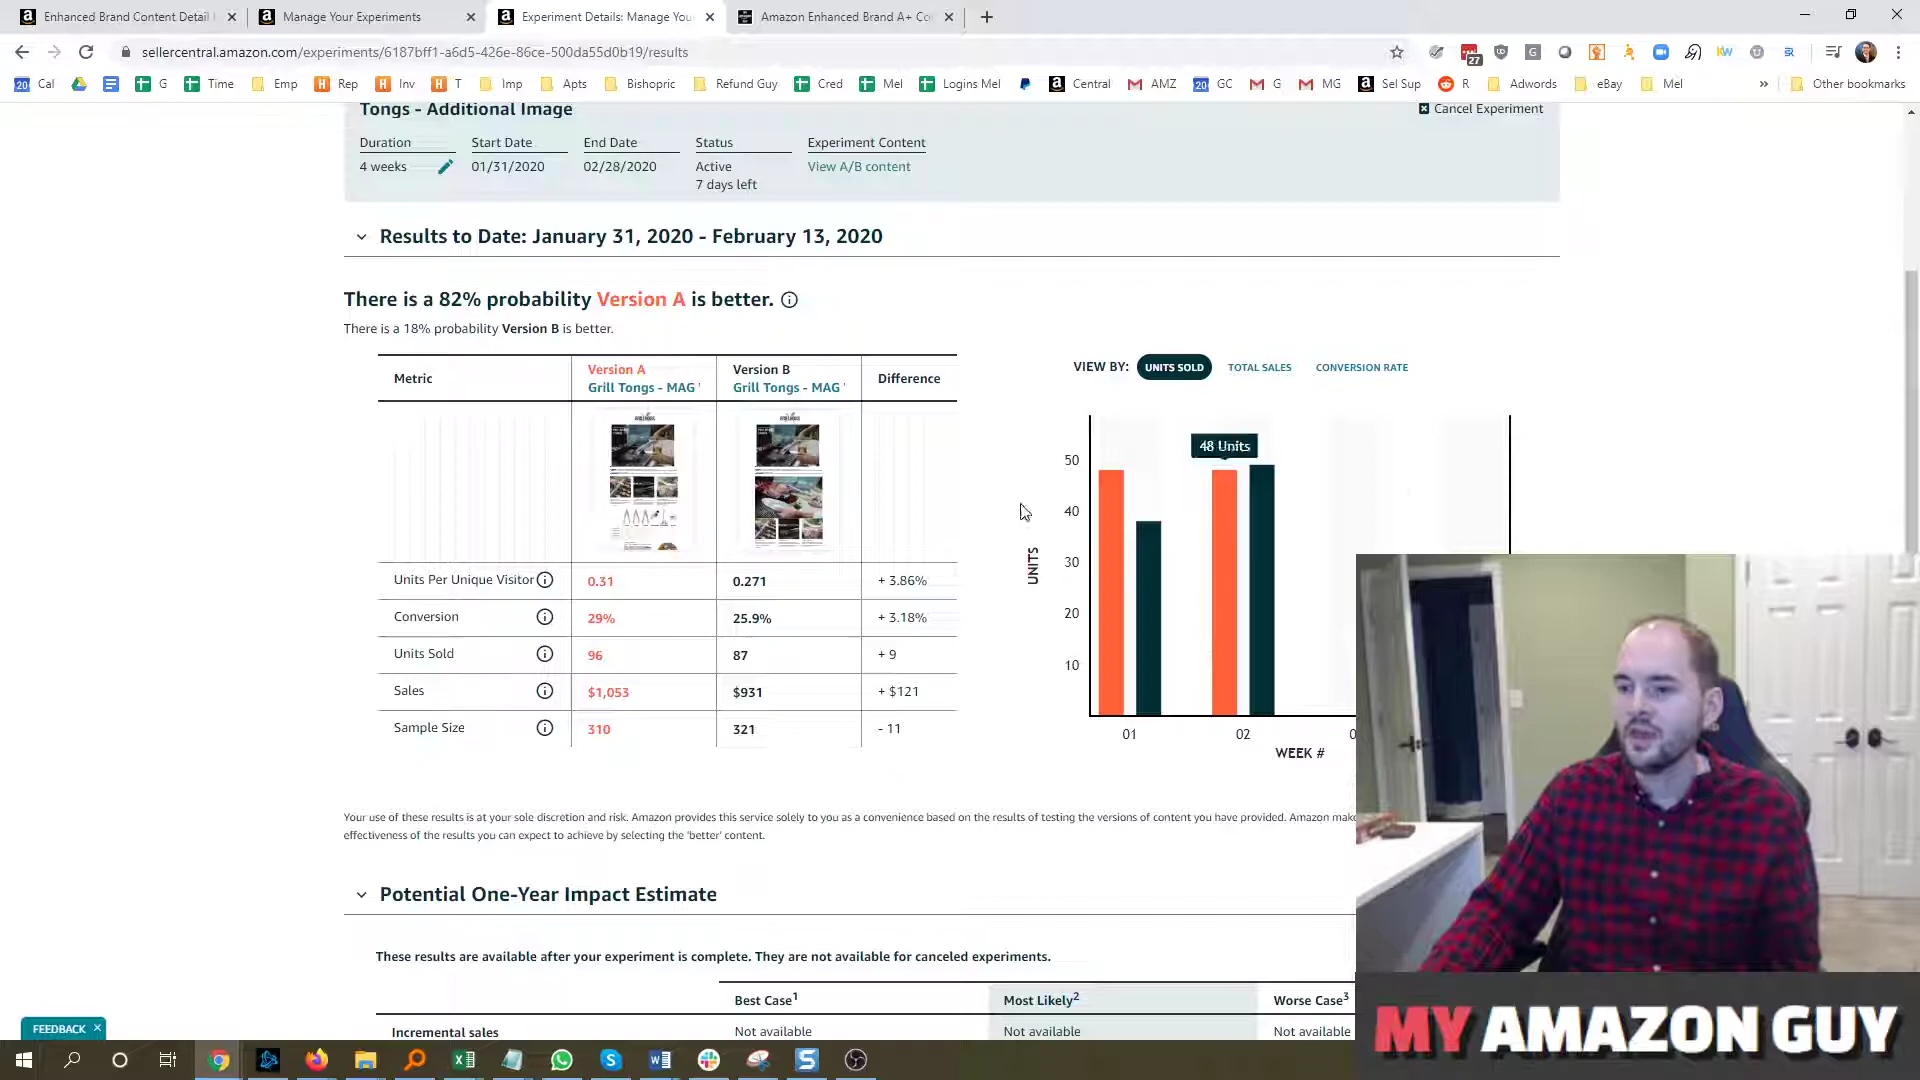 Enhanced Brand Content Detail
Manage Your Experiments
Experiment Details: Manage You
Amazon Enhanced Brand A+ Co
sellercentral.amazon.com/experiments/6187bff1-a6d5-426e-86ce-500da55d0b19/results
27
20 Cal G Time Emp H Rep H Inv H T Imp Apts Bishopric Refund Guy Cred Mel Logins Mel Central AMZ 20 GC G MG Sel Sup R Adwords eBay Mel » Other bookmarks
Tongs - Additional Image
Cancel Experiment
Duration Start Date End Date Status Experiment Content
4 weeks 01/31/2020 02/28/2020 Active View A/B content
7 days left
Results to Date: January 31, 2020 - February 13, 2020
There is a 82% probability Version A is better.
There is a 18% probability Version B is better.
VIEW BY: UNITS SOLD TOTAL SALES CONVERSION RATE
Metric
Version A
Grill Tongs - MAG '
Version B
Grill Tongs - MAG '
Difference
Units Per Unique Visitor 0.31 0.271 + 3.86%
Conversion 29% 25.9% + 3.18%
Units Sold 96 87 + 9
Sales $1,053 $931 + $121
Sample Size 310 321 - 11
48 Units
50
40
30
20
10
UNITS
01 02 0
WEEK #
Your use of these results is at your sole discretion and risk. Amazon provides this service solely to you as a convenience based on the results of testing the versions of content you have provided. Amazon make
effectiveness of the results you can expect to achieve by selecting the 'better' content.
Potential One-Year Impact Estimate
These results are available after your experiment is complete. They are not available for canceled experiments.
Best Case1 Most Likely2 Worse Case3
Incremental sales Not available Not available Not available
FEEDBACK ×
MY AMAZON GUY